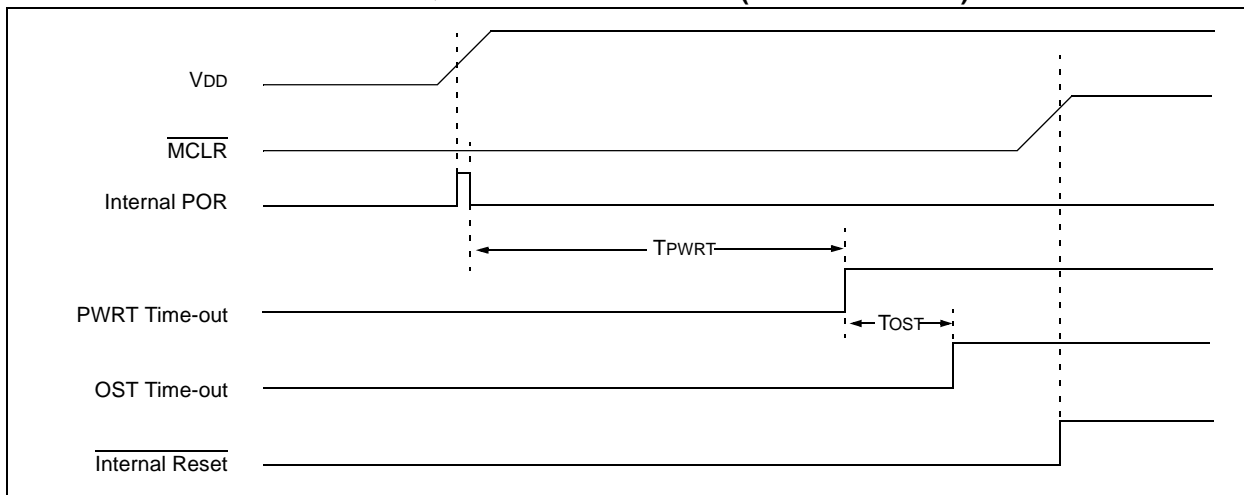 VDD
MCLR
Internal POR
TPWRT
PWRT Time-out
TOST
OST Time-out
Internal Reset